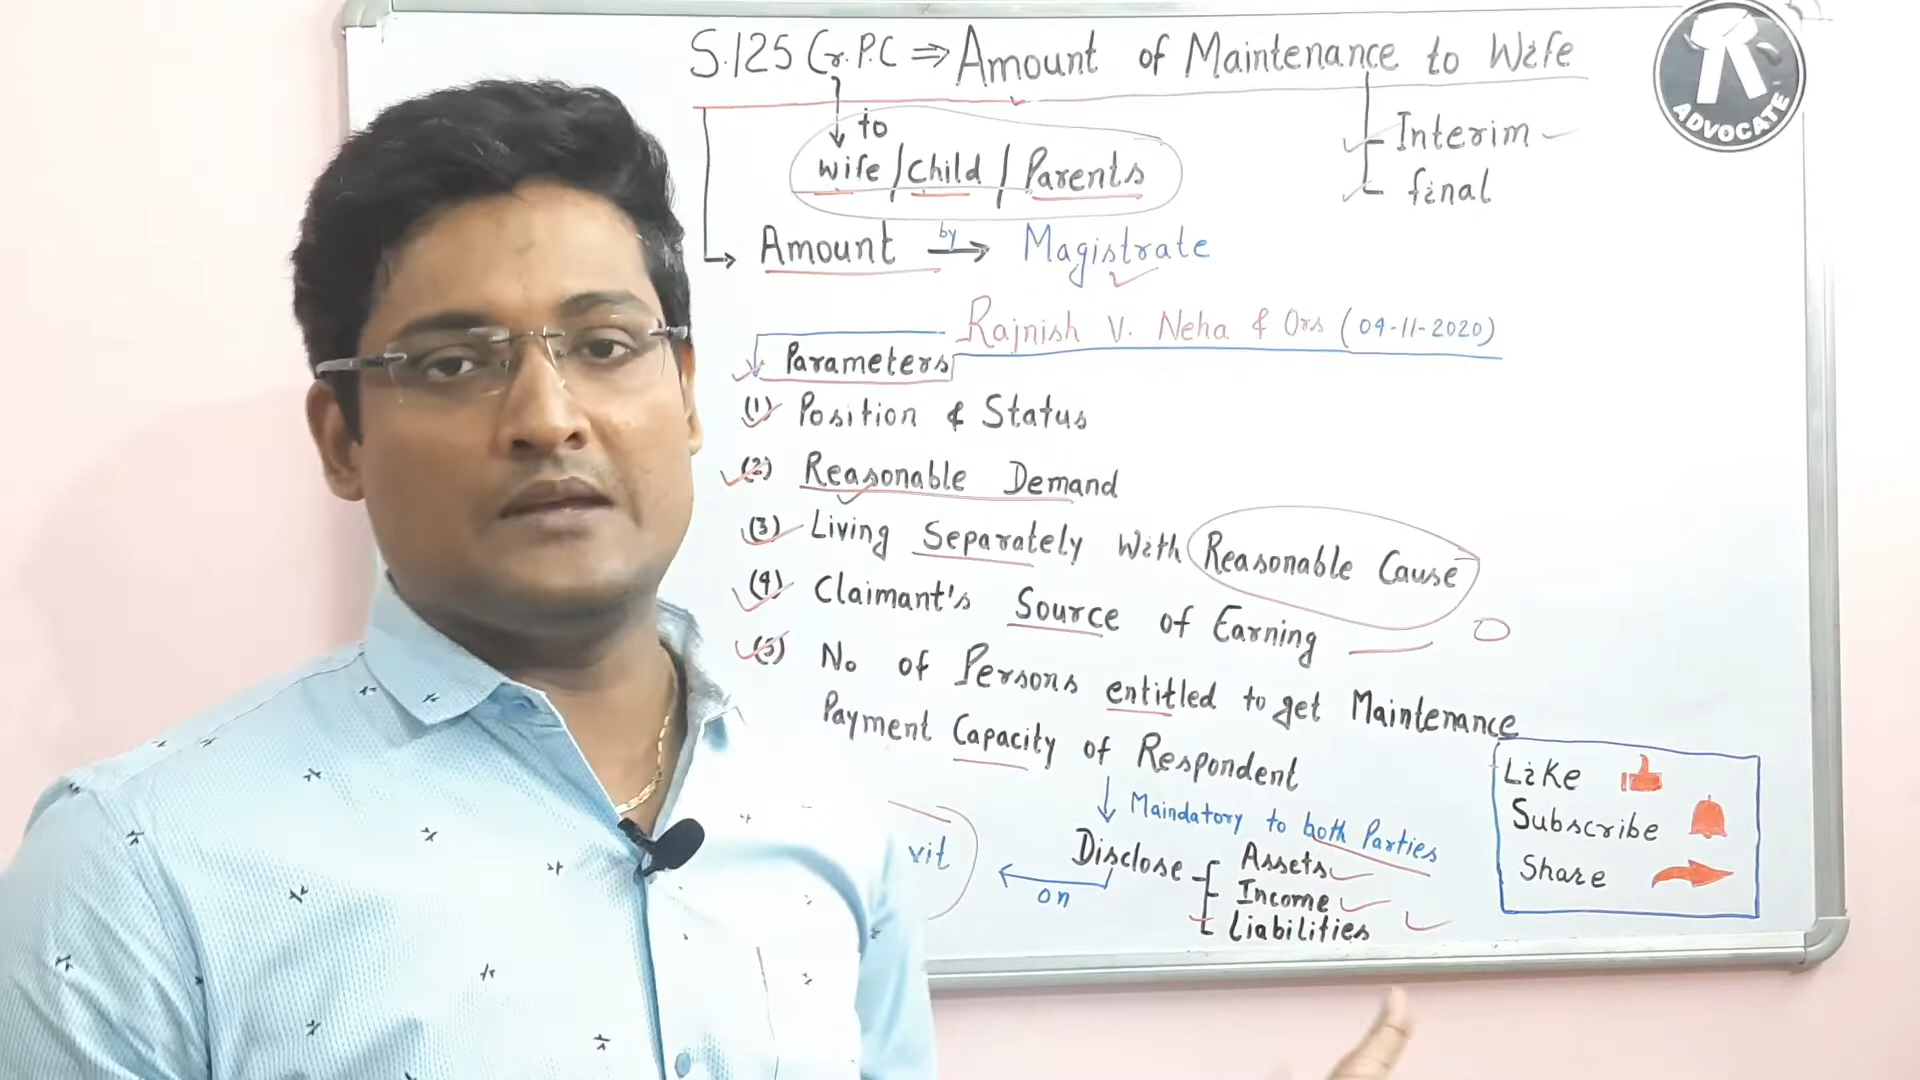 S.125 Cr.P.C ⇒ Amount of Maintenance to Wife
to
wife / Child / Parents
Interim
final
ADVOCATE
Amount by → Magistrate
Rajnish V. Neha & Ors (04-11-2020)
Parameters
(1) Position & Status
(2) Reasonable Demand
(3) Living Separately With Reasonable Cause
(4) Claimant's Source of Earning
(5) No of Persons entitled to get Maintenance
Payment Capacity of Respondent
Maindatory to both Parties
Disclose
Assets
Income
Liabilities
on
vit
Like
Subscribe
Share